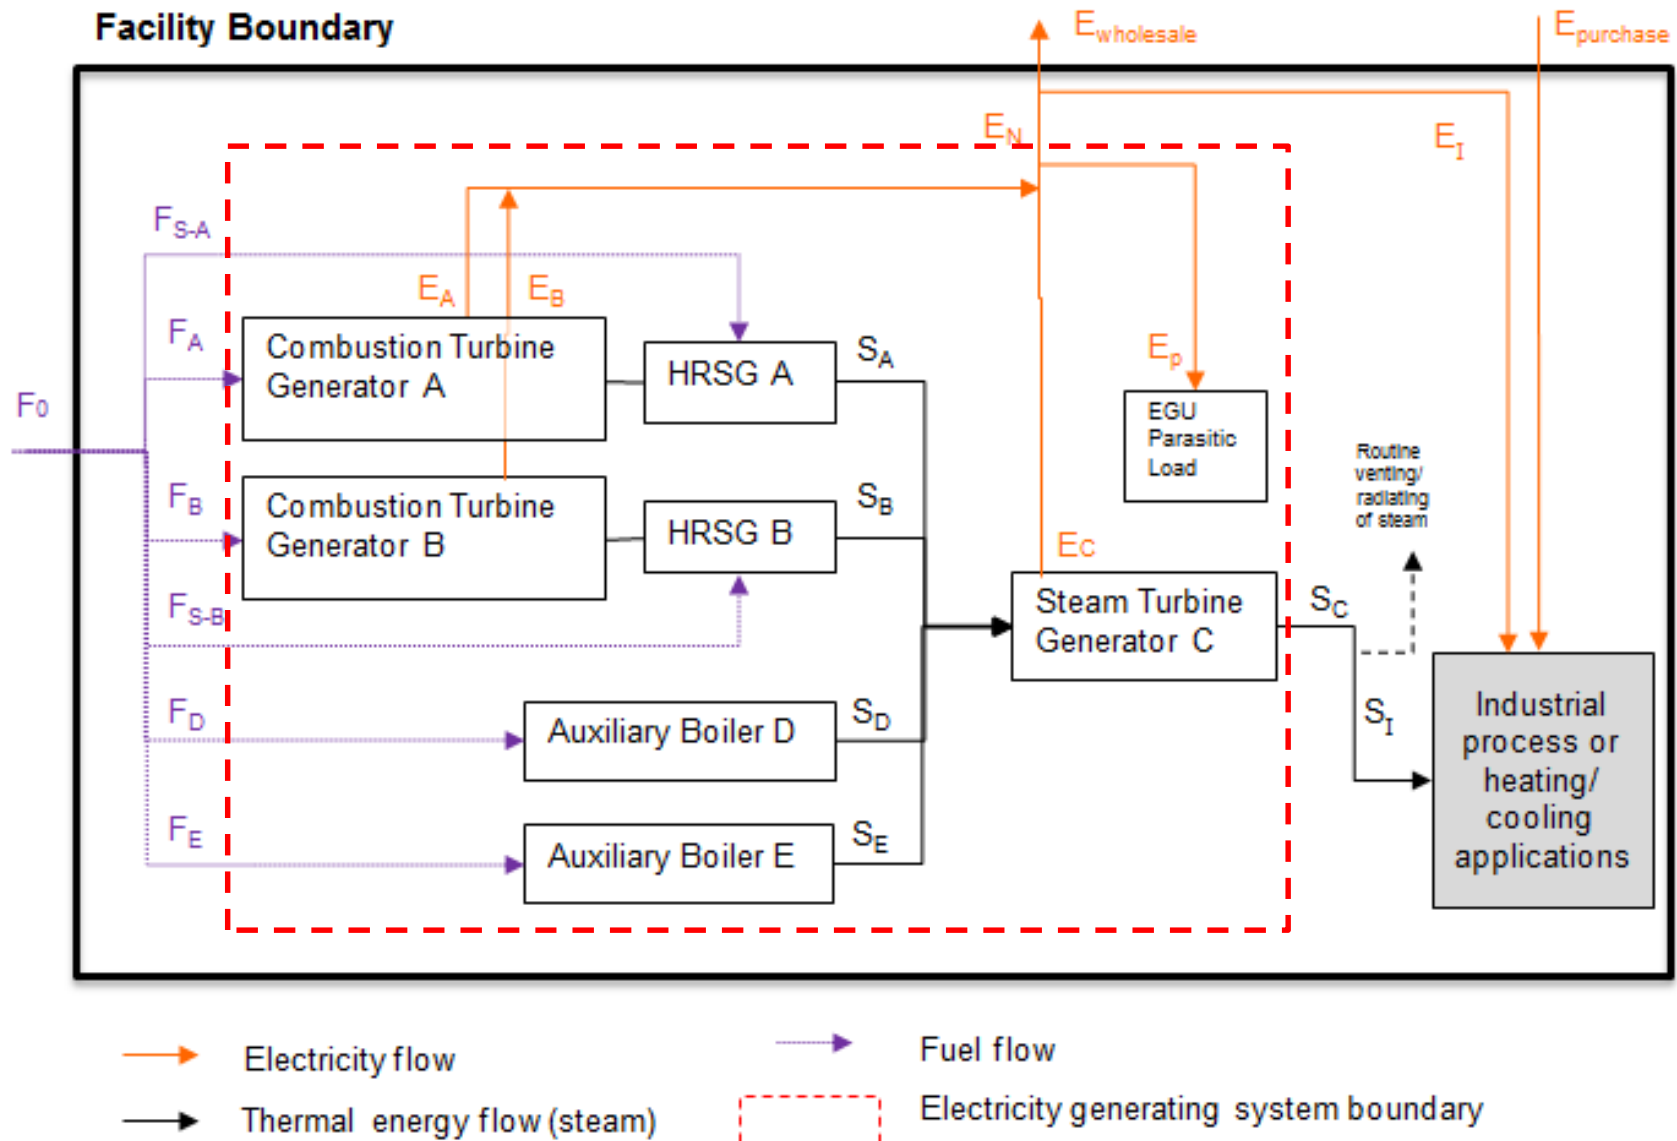 Facility Boundary
Ewholesale
Epurchase
EN
EI
FS-A
EA
EB
FA
Combustion Turbine
Generator A
HRSG A
SA
Ep
F0
EGU
Parasitic
Load
Routine
venting/
radiating
of steam
FB
Combustion Turbine
Generator B
HRSG B
SB
EC
FS-B
Steam Turbine
Generator C
SC
SI
FD
Auxiliary Boiler D
SD
Industrial
process or
heating/
cooling
applications
FE
Auxiliary Boiler E
SE
Electricity flow
Fuel flow
Thermal energy flow (steam)
Electricity generating system boundary